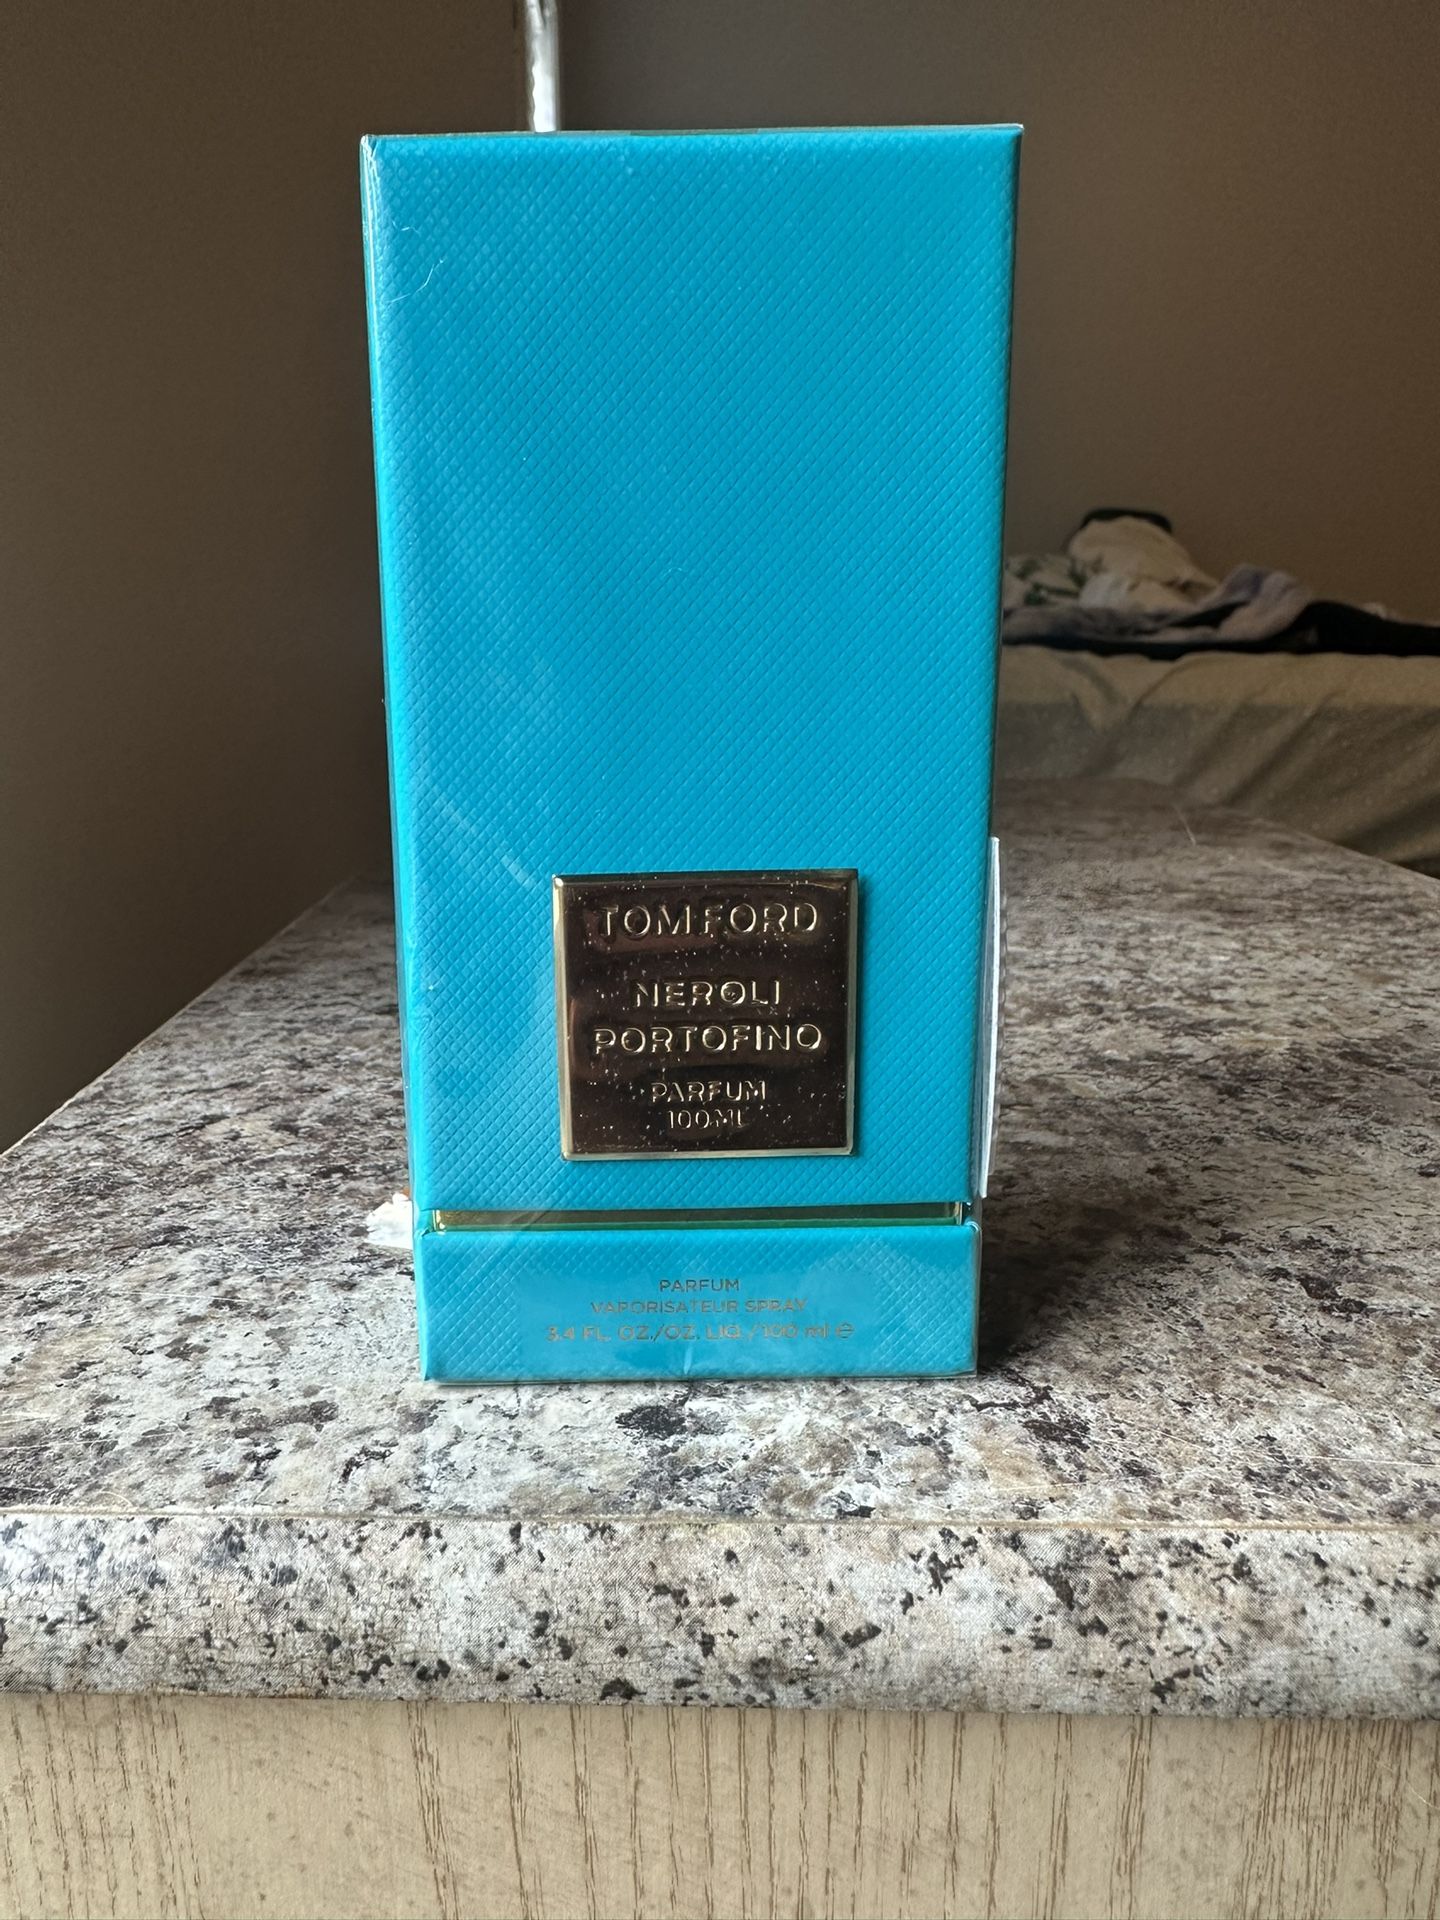 TOM FORD
NEROLI
PORTOFINO
PARFUM
100ML
PARFUM
VAPORISATEUR SPRAY
3.4 FL. OZ./OZ. LIQ./100 ml ℮